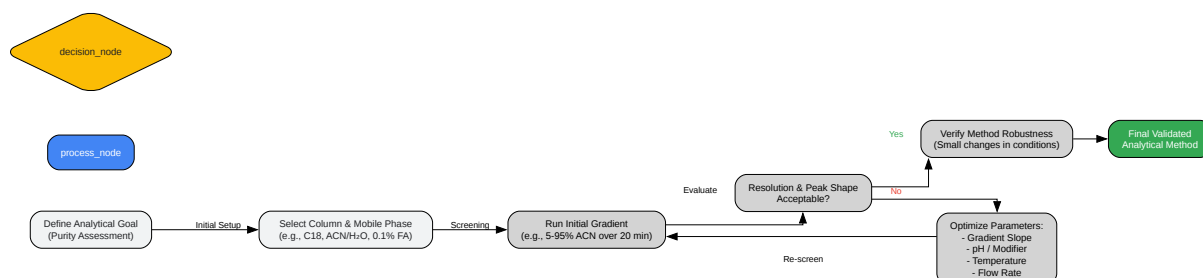 decision_node
process_node
Define Analytical Goal
(Purity Assessment)
Initial Setup
Select Column & Mobile Phase
(e.g., C18, ACN/H₂O, 0.1% FA)
Screening
Run Initial Gradient
(e.g., 5-95% ACN over 20 min)
Evaluate
Resolution & Peak Shape
Acceptable?
Yes
Verify Method Robustness
(Small changes in conditions)
Final Validated
Analytical Method
No
Optimize Parameters:
- Gradient Slope
- pH / Modifier
- Temperature
- Flow Rate
Re-screen